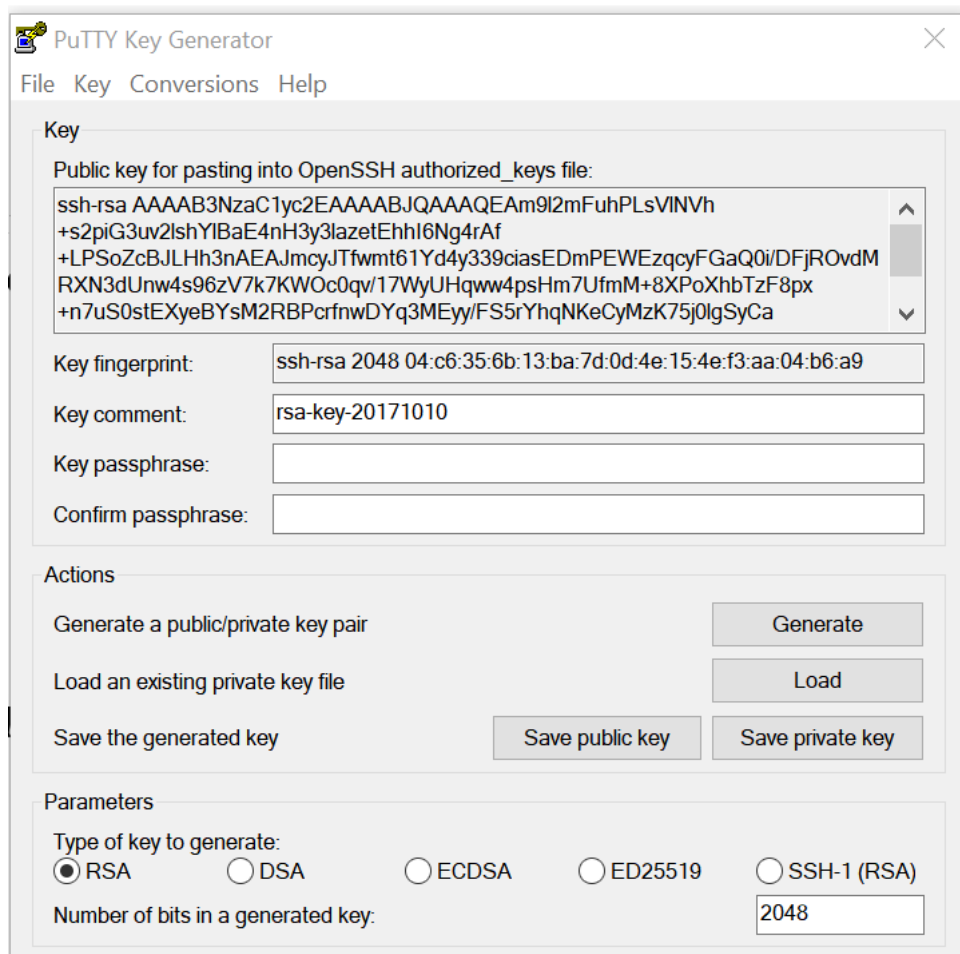 PuTTY Key Generator
File Key Conversions Help
Key
Public key for pasting into OpenSSH authorized_keys file:
ssh-rsa AAAAB3NzaC1yc2EAAAABJQAAAQEAm9l2mFuhPLsVlNVh
+s2piG3uv2lshYlBaE4nH3y3lazetEhhI6Ng4rAf
+LPSoZcBJLHh3nAEAJmcyJTfwmt61Yd4y339ciasEDmPEWEzqcyFGaQ0i/DFjROvdM
RXN3dUnw4s96zV7k7KWOc0qv/17WyUHqww4psHm7UfmM+8XPoXhbTzF8px
+n7uS0stEXyeBYsM2RBPcrfnwDYq3MEyy/FS5rYhqNKeCyMzK75j0lgSyCa
Key fingerprint: ssh-rsa 2048 04:c6:35:6b:13:ba:7d:0d:4e:15:4e:f3:aa:04:b6:a9
Key comment: rsa-key-20171010
Key passphrase:
Confirm passphrase:
Actions
Generate a public/private key pair Generate
Load an existing private key file Load
Save the generated key Save public key Save private key
Parameters
Type of key to generate:
RSA DSA ECDSA ED25519 SSH-1 (RSA)
Number of bits in a generated key: 2048